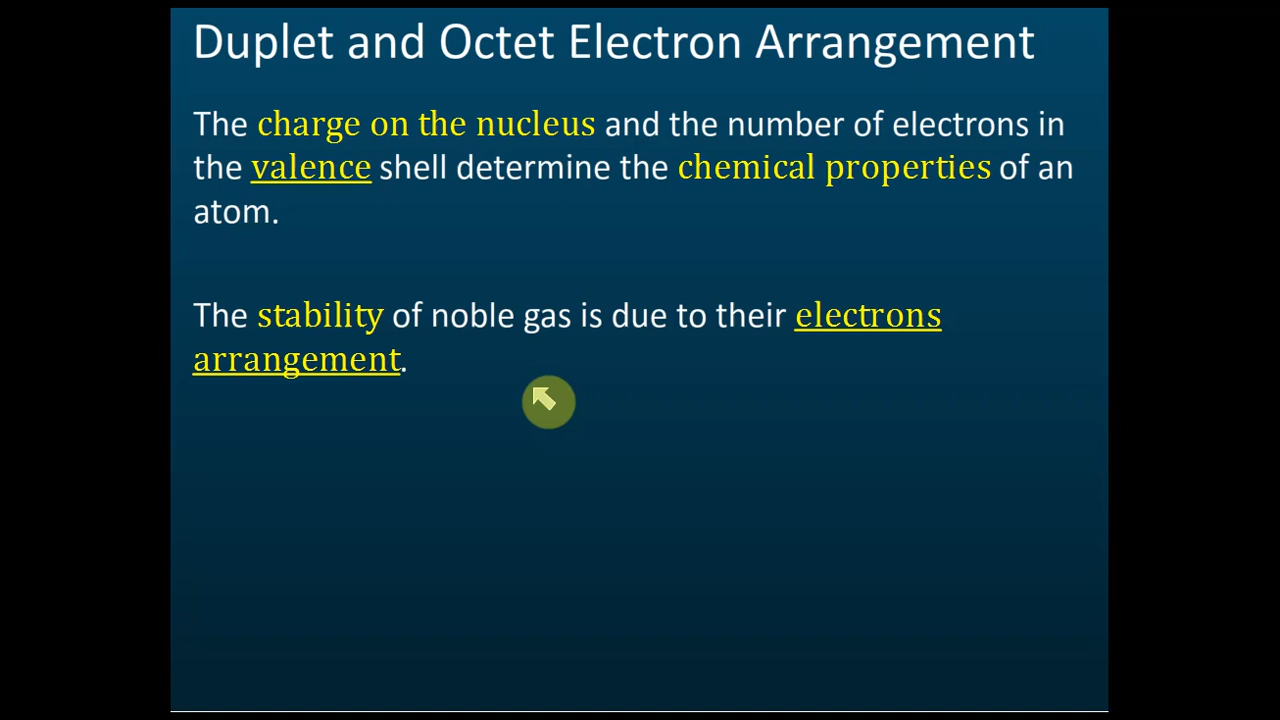 Duplet and Octet Electron Arrangement
The charge on the nucleus and the number of electrons in
the valence shell determine the chemical properties of an
atom.
The stability of noble gas is due to their electrons
arrangement.